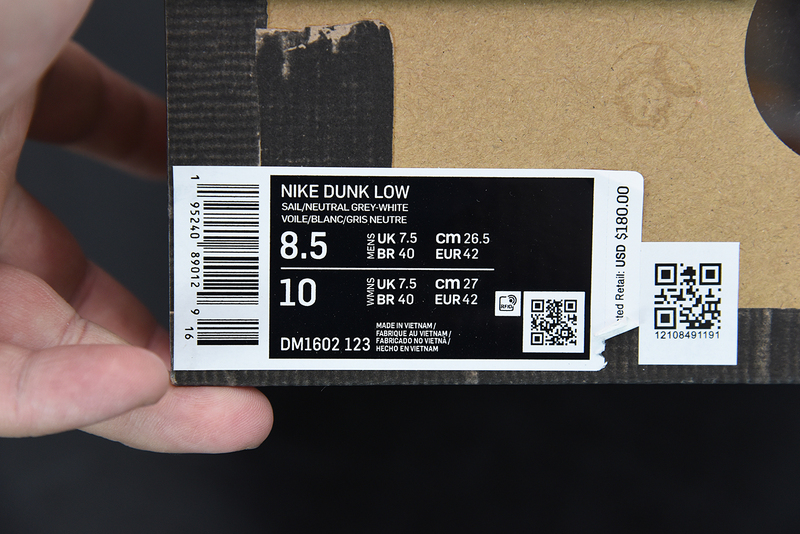 NIKE DUNK LOW
SAIL/NEUTRAL GREY-WHITE
VOILE/BLANC/GRIS NEUTRE
8.5 MENS UK 7.5 cm 26.5
BR 40 EUR 42
10 WMNS UK 7.5 cm 27
BR 40 EUR 42
RFID
DM1602 123
MADE IN VIETNAM/
FABRIQUE AU VIETNAM/
FABRICADO NO VIETNÃ/
HECHO EN VIETNAM
1 95240 89012 9 16
ted Retail: USD $180.00
12108491191